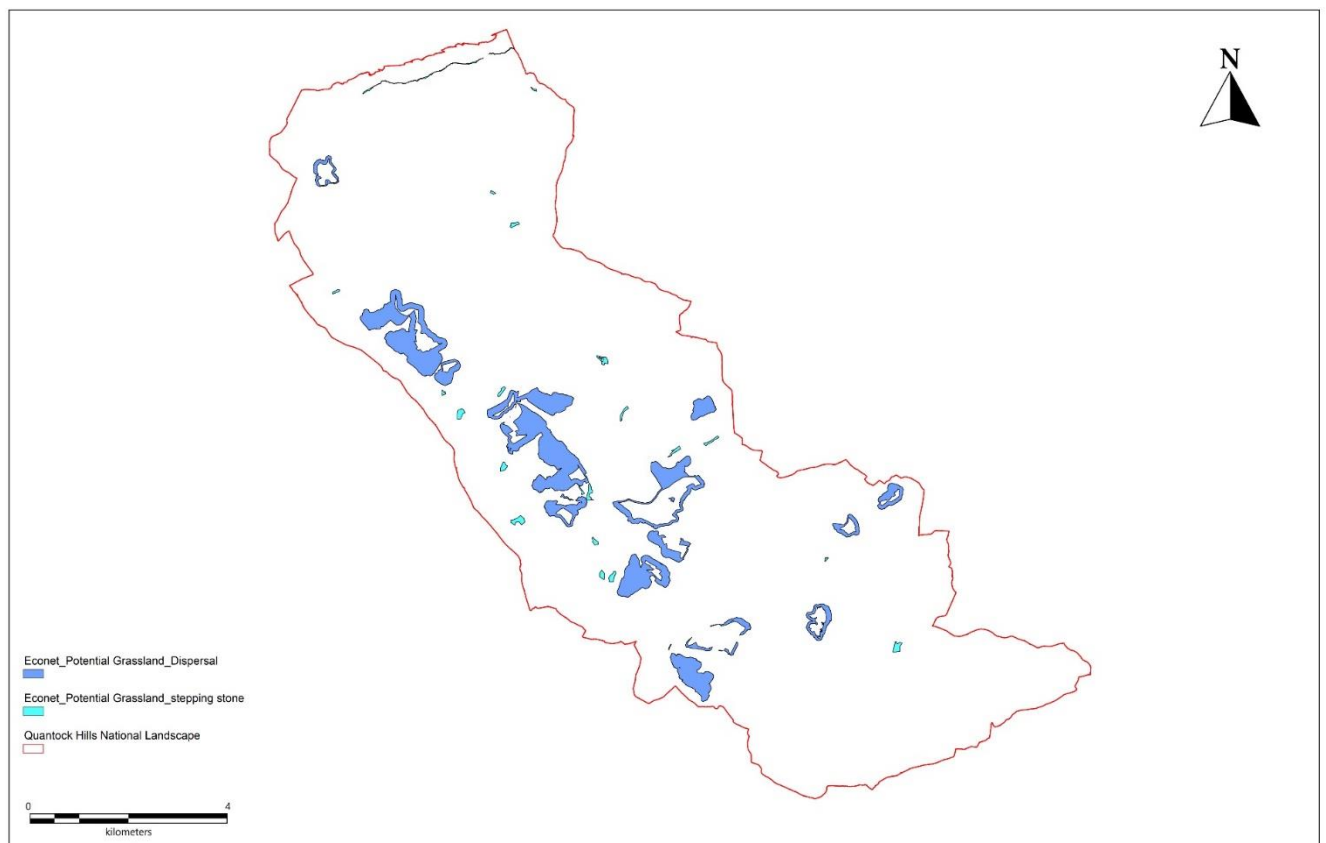 N
Econet_Potential Grassland_Dispersal
Econet_Potential Grassland_stepping stone
Quantock Hills National Landscape
0 4
kilometers